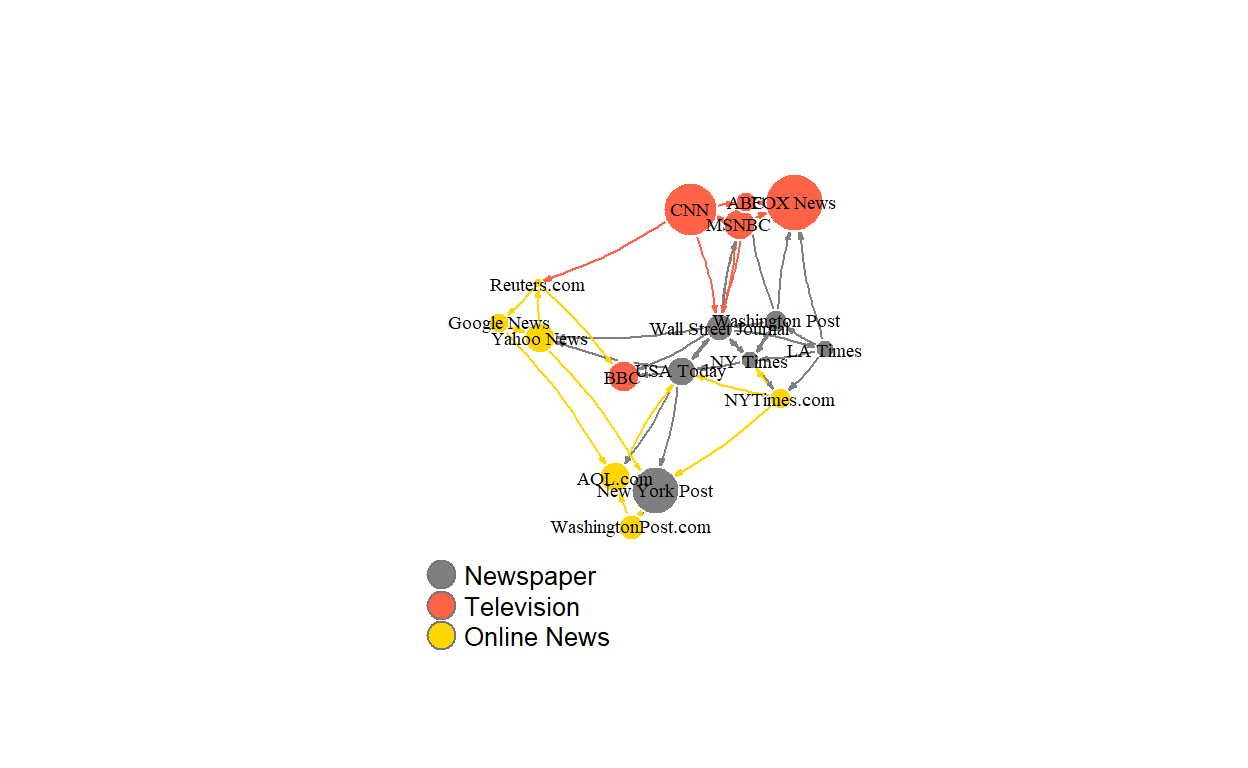 ABC
FOX News
CNN
MSNBC
Reuters.com
Google News
Washington Post
Wall Street Journal
Yahoo News
LA Times
NY Times
USA Today
BBC
NYTimes.com
AOL.com
New York Post
WashingtonPost.com
Newspaper
Television
Online News